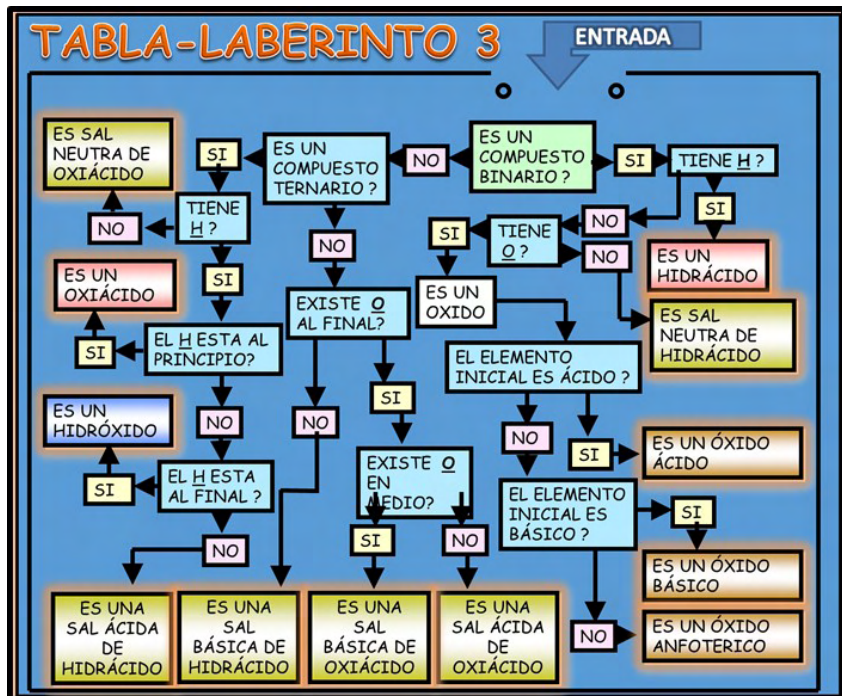 TABLA-LABERINTO 3
ENTRADA
ES SAL
NEUTRA DE
OXIÁCIDO
SI
ES UN
COMPUESTO
TERNARIO ?
NO
ES UN
COMPUESTO
BINARIO ?
SI
TIENE H ?
NO
TIENE
H ?
SI
TIENE
O ?
NO
SI
NO
NO
ES UN
HIDRÁCIDO
ES UN
OXIÁCIDO
SI
EXISTE O
AL FINAL?
ES UN
OXIDO
ES SAL
NEUTRA DE
HIDRÁCIDO
SI
EL H ESTA AL
PRINCIPIO?
EL ELEMENTO
INICIAL ES ÁCIDO ?
SI
ES UN
HIDRÓXIDO
NO
NO
NO
SI
ES UN ÓXIDO
ÁCIDO
SI
EL H ESTA
AL FINAL ?
EXISTE O
EN
MEDIO?
EL ELEMENTO
INICIAL ES
BÁSICO ?
SI
NO
SI
NO
ES UN ÓXIDO
BÁSICO
ES UNA
SAL ÁCIDA
DE
HIDRÁCIDO
ES UNA
SAL
BÁSICA DE
HIDRÁCIDO
ES UNA
SAL
BÁSICA DE
OXIÁCIDO
ES UNA
SAL ÁCIDA
DE
OXIÁCIDO
NO
ES UN ÓXIDO
ANFOTERICO